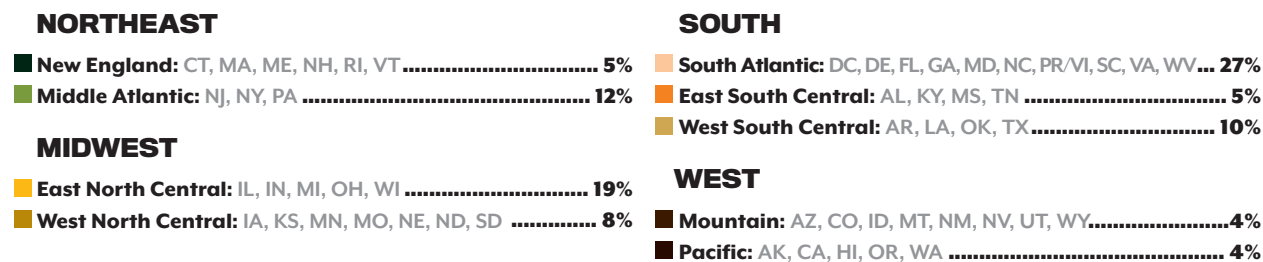 NORTHEAST
New England: CT, MA, ME, NH, RI, VT................................ 5%
Middle Atlantic: NJ, NY, PA ............................................... 12%
MIDWEST
East North Central: IL, IN, MI, OH, WI .............................. 19%
West North Central: IA, KS, MN, MO, NE, ND, SD .............. 8%
SOUTH
South Atlantic: DC, DE, FL, GA, MD, NC, PR/VI, SC, VA, WV... 27%
East South Central: AL, KY, MS, TN ................................. 5%
West South Central: AR, LA, OK, TX.............................. 10%
WEST
Mountain: AZ, CO, ID, MT, NM, NV, UT, WY.......................4%
Pacific: AK, CA, HI, OR, WA ............................................. 4%